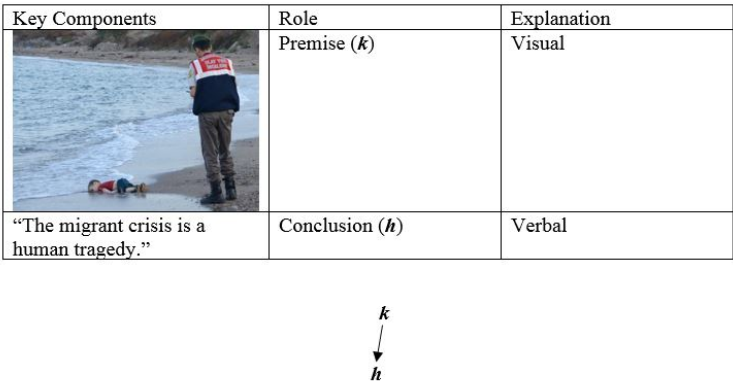 Key Components Role Explanation
Premise (k) Visual
“The migrant crisis is a Conclusion (h) Verbal
human tragedy.”
k
h